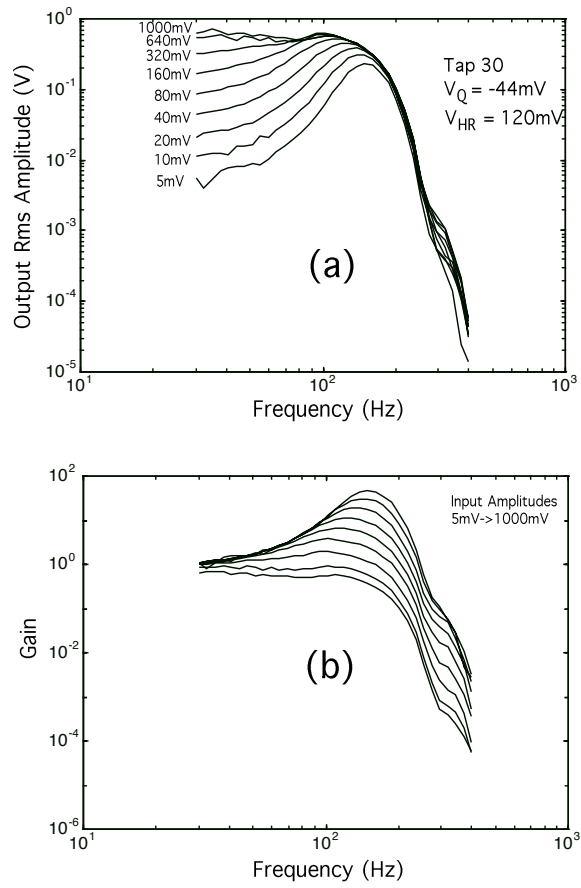 10^0
10^-1
10^-2
10^-3
10^-4
10^-5
Output Rms Amplitude (V)
1000mV
640mV
320mV
160mV
80mV
40mV
20mV
10mV
5mV
Tap 30
V_Q = -44mV
V_HR = 120mV
(a)
10^1
10^2
10^3
Frequency (Hz)
10^2
10^0
10^-2
10^-4
10^-6
Gain
Input Amplitudes
5mV->1000mV
(b)
10^1
10^2
10^3
Frequency (Hz)